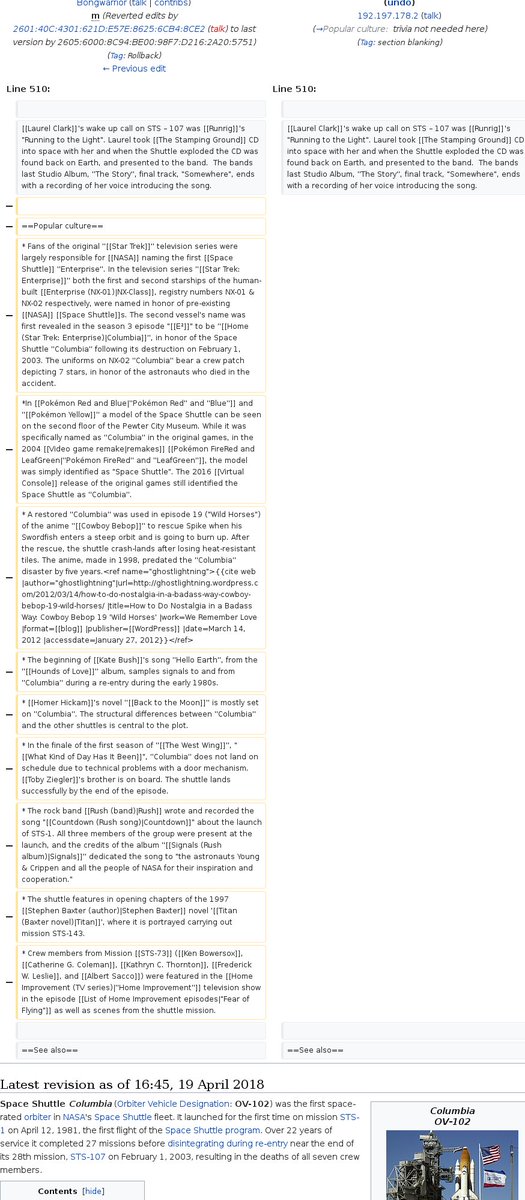 Bongwarrior (talk | contribs)
m (Reverted edits by
2601:40C:4301:621D:E57E:8625:6CB4:8CE2 (talk) to last
version by 2605:6000:8C94:BE00:98F7:D216:2A20:5751)
(Tag: Rollback)
← Previous edit
(undo)
192.197.178.2 (talk)
(→Popular culture: trivia not needed here)
(Tag: section blanking)
Line 510:
Line 510:
[[Laurel Clark]]'s wake up call on STS – 107 was [[Runrig]]'s
"Running to the Light". Laurel took [[The Stamping Ground]] CD
into space with her and when the Shuttle exploded the CD was
found back on Earth, and presented to the band. The bands
last Studio Album, "The Story", final track, "Somewhere", ends
with a recording of her voice introducing the song.
[[Laurel Clark]]'s wake up call on STS – 107 was [[Runrig]]'s
"Running to the Light". Laurel took [[The Stamping Ground]] CD
into space with her and when the Shuttle exploded the CD was
found back on Earth, and presented to the band. The bands
last Studio Album, "The Story", final track, "Somewhere", ends
with a recording of her voice introducing the song.
−
− ==Popular culture==
* Fans of the original ''[[Star Trek]]'' television series were
largely responsible for [[NASA]] naming the first [[Space
Shuttle]] ''Enterprise''. In the television series ''[[Star Trek:
Enterprise]]'' both the first and second starships of the human-
built [[Enterprise (NX-01)|NX-Class]], registry numbers NX-01 &
NX-02 respectively, were named in honor of pre-existing
− [[NASA]] [[Space Shuttle]]s. The second vessel's name was
first revealed in the season 3 episode "[[E²]]" to be ''[[Home
(Star Trek: Enterprise)|Columbia]]'', in honor of the Space
Shuttle ''Columbia'' following its destruction on February 1,
2003. The uniforms on NX-02 ''Columbia'' bear a crew patch
depicting 7 stars, in honor of the astronauts who died in the
accident.
*In [[Pokémon Red and Blue|''Pokémon Red'' and ''Blue'']] and
''[[Pokémon Yellow]]'' a model of the Space Shuttle can be seen
on the second floor of the Pewter City Museum. While it was
specifically named as ''Columbia'' in the original games, in the
− 2004 [[Video game remake|remakes]] [[Pokémon FireRed and
LeafGreen|''Pokémon FireRed'' and ''LeafGreen'']], the model
was simply identified as "Space Shuttle". The 2016 [[Virtual
Console]] release of the original games still identified the
Space Shuttle as ''Columbia''.
* A restored ''Columbia'' was used in episode 19 ("Wild Horses")
of the anime ''[[Cowboy Bebop]]'' to rescue Spike when his
Swordfish enters a steep orbit and is going to burn up. After
the rescue, the shuttle crash-lands after losing heat-resistant
tiles. The anime, made in 1998, predated the ''Columbia''
− disaster by five years.<ref name="ghostlightning">{{cite web
|author="ghostlightning"|url=http://ghostlightning.wordpress.c
om/2012/03/14/how-to-do-nostalgia-in-a-badass-way-cowboy-
bebop-19-wild-horses/ |title=How to Do Nostalgia in a Badass
Way: Cowboy Bebop 19 'Wild Horses' |work=We Remember Love
|format=[[blog]] |publisher=[[WordPress]] |date=March 14,
2012 |accessdate=January 27, 2012}}</ref>
* The beginning of [[Kate Bush]]'s song "Hello Earth", from the
− ''[[Hounds of Love]]'' album, samples signals to and from
''Columbia'' during a re-entry during the early 1980s.
* [[Homer Hickam]]'s novel ''[[Back to the Moon]]'' is mostly set
− on ''Columbia''. The structural differences between ''Columbia''
and the other shuttles is central to the plot.
* In the finale of the first season of ''[[The West Wing]]'', "
[[What Kind of Day Has It Been]]", ''Columbia'' does not land on
− schedule due to technical problems with a door mechanism.
[[Toby Ziegler]]'s brother is on board. The shuttle lands
successfully by the end of the episode.
* The rock band [[Rush (band)|Rush]] wrote and recorded the
song "[[Countdown (Rush song)|Countdown]]" about the launch
of STS-1. All three members of the group were present at the
− launch, and the credits of the album ''[[Signals (Rush
album)|Signals]]'' dedicated the song to "the astronauts Young
& Crippen and all the people of NASA for their inspiration and
cooperation."
* The shuttle features in opening chapters of the 1997
− [[Stephen Baxter (author)|Stephen Baxter]] novel '[[Titan
(Baxter novel)|Titan]]', where it is portrayed carrying out
mission STS-143.
* Crew members from Mission [[STS-73]] ([[Ken Bowersox]],
[[Catherine G. Coleman]], [[Kathryn C. Thornton]], [[Frederick
− W. Leslie]], and [[Albert Sacco]]) were featured in the [[Home
Improvement (TV series)|''Home Improvement'']] television show
in the episode [[List of Home Improvement episodes|"Fear of
Flying"]] as well as scenes from the shuttle mission.
==See also==
==See also==
Latest revision as of 16:45, 19 April 2018
Space Shuttle Columbia (Orbiter Vehicle Designation: OV-102) was the first space-
rated orbiter in NASA's Space Shuttle fleet. It launched for the first time on mission STS-
1 on April 12, 1981, the first flight of the Space Shuttle program. Over 22 years of
service it completed 27 missions before disintegrating during re-entry near the end of
its 28th mission, STS-107 on February 1, 2003, resulting in the deaths of all seven crew
members.
Columbia
OV-102
Contents [hide]